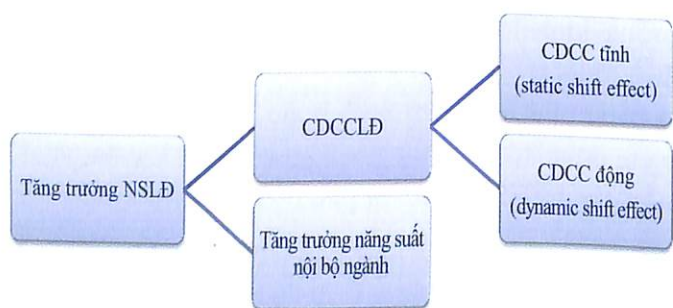 Tăng trưởng NSLĐ
CDCCLĐ
Tăng trưởng năng suất
nội bộ ngành
CDCC tĩnh
(static shift effect)
CDCC động
(dynamic shift effect)